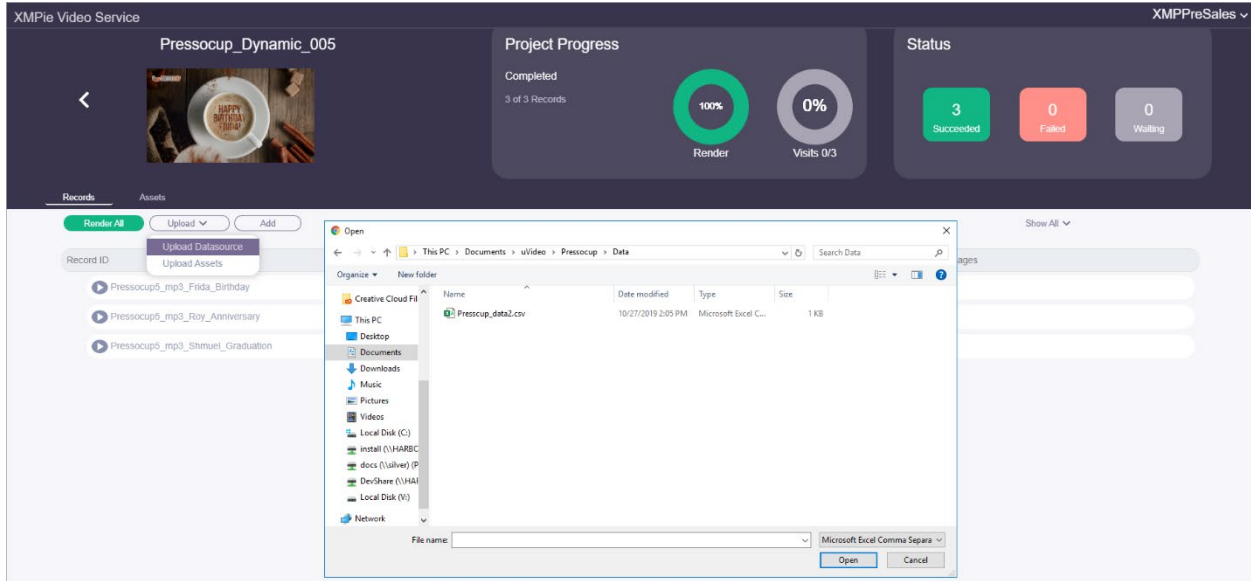 XMPie Video Service
XMPPreSales
Pressocup_Dynamic_005
HAPPY
BIRTHDAY
FRIDA!
Project Progress
Completed
3 of 3 Records
100%
Render
0%
Visits 0/3
Status
3
Succeeded
0
Failed
0
Waiting
Records
Assets
Render All
Upload
Add
Show All
Upload Datasource
Upload Assets
Record ID
ages
Pressocup5_mp3_Frida_Birthday
Pressocup5_mp3_Roy_Anniversary
Pressocup5_mp3_Shmuel_Graduation
Open
This PC > Documents > uVideo > Pressocup > Data
Search Data
Organize
New folder
Name
Date modified
Type
Size
Presscup_data2.csv
10/27/2019 2:05 PM
Microsoft Excel C...
1 KB
Creative Cloud Fil
This PC
Desktop
Documents
Downloads
Music
Pictures
Videos
Local Disk (C:)
install (\\HARBC
docs (\\silver) (P
DevShare (\\HAI
Local Disk (V:)
Network
File name:
Microsoft Excel Comma Separa
Open
Cancel